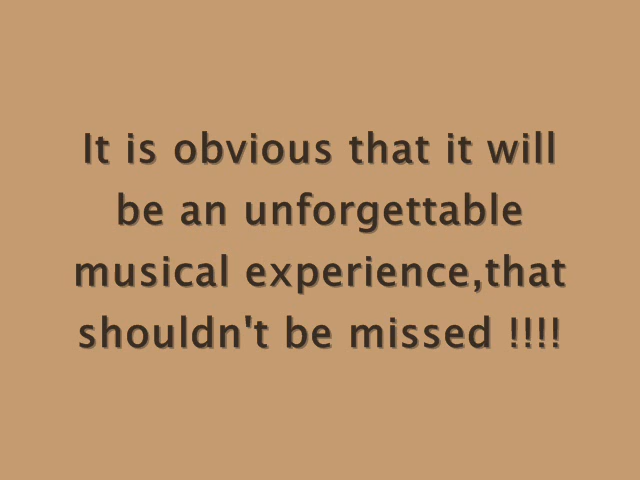 It is obvious that it will
be an unforgettable
musical experience,that
shouldn't be missed !!!!